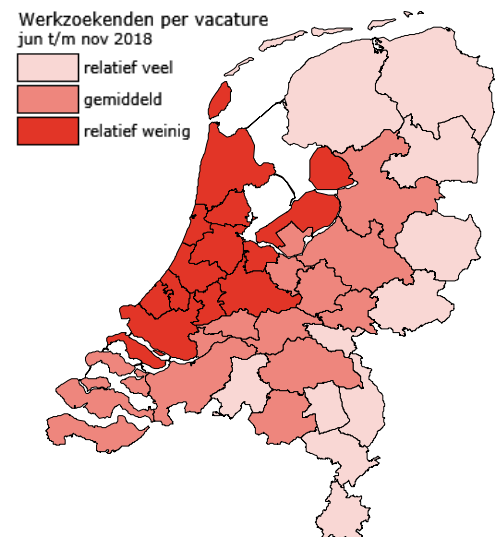 Werkzoekenden per vacature
jun t/m nov 2018
relatief veel
gemiddeld
relatief weinig